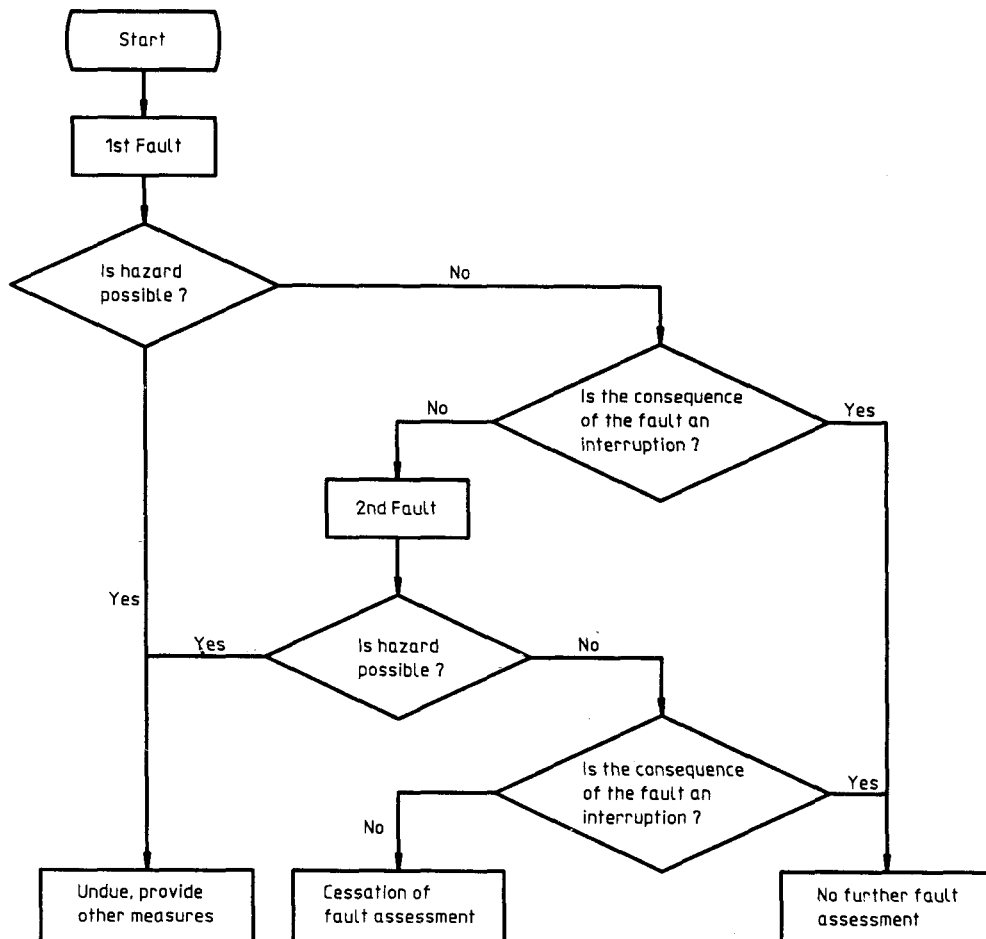 Start
1st Fault
Is hazard
possible ?
No
Is the consequence
of the fault an
interruption ?
No
Yes
2nd Fault
Yes
Yes
Is hazard
possible ?
No
Is the consequence
of the fault an
interruption ?
Yes
No
Undue, provide
other measures
Cessation of
fault assessment
No further fault
assessment